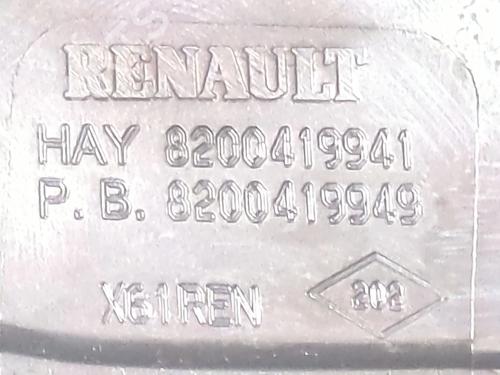 RENAULT
HAY 8200419941
P.B. 8200419949
X61REN
202